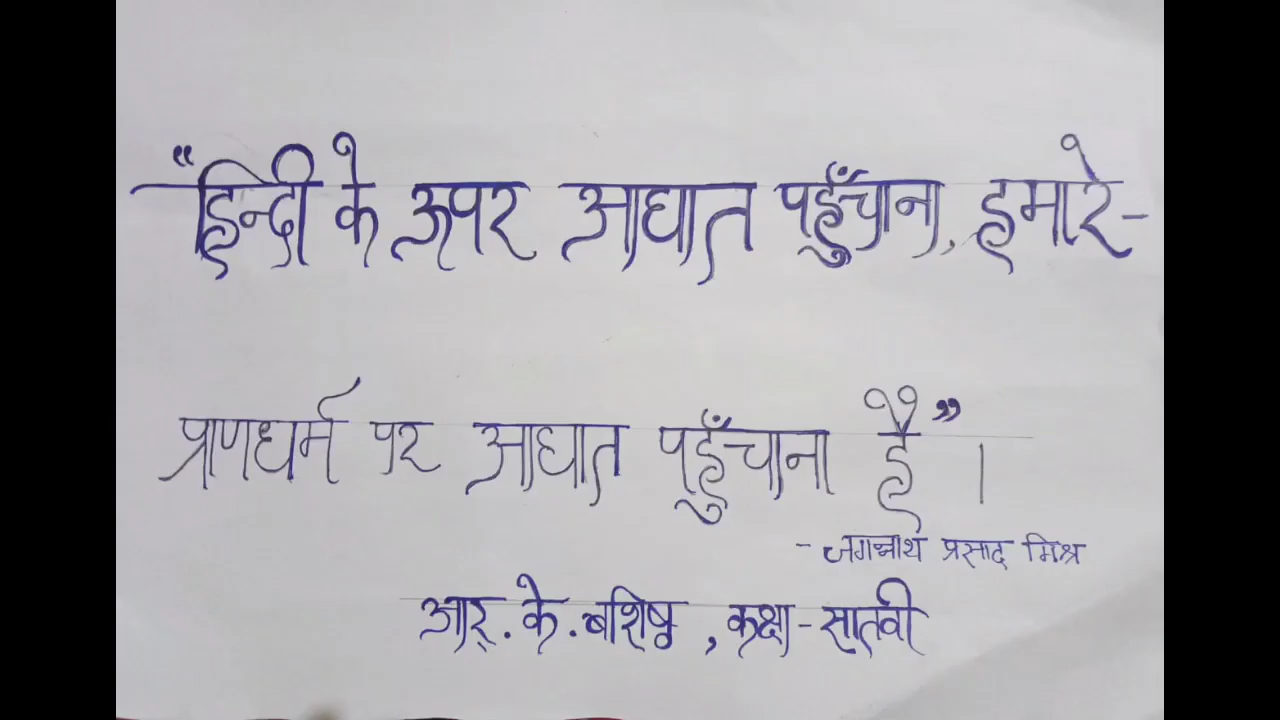 "हिन्दी के ऊपर आघात पहुँचाना, हमारे-
प्राणधर्म पर आघात पहुँचाना है"।
- जगन्नाथ प्रसाद मिश्र
आर्. के. बशिष्ठ, कक्षा-सातवी